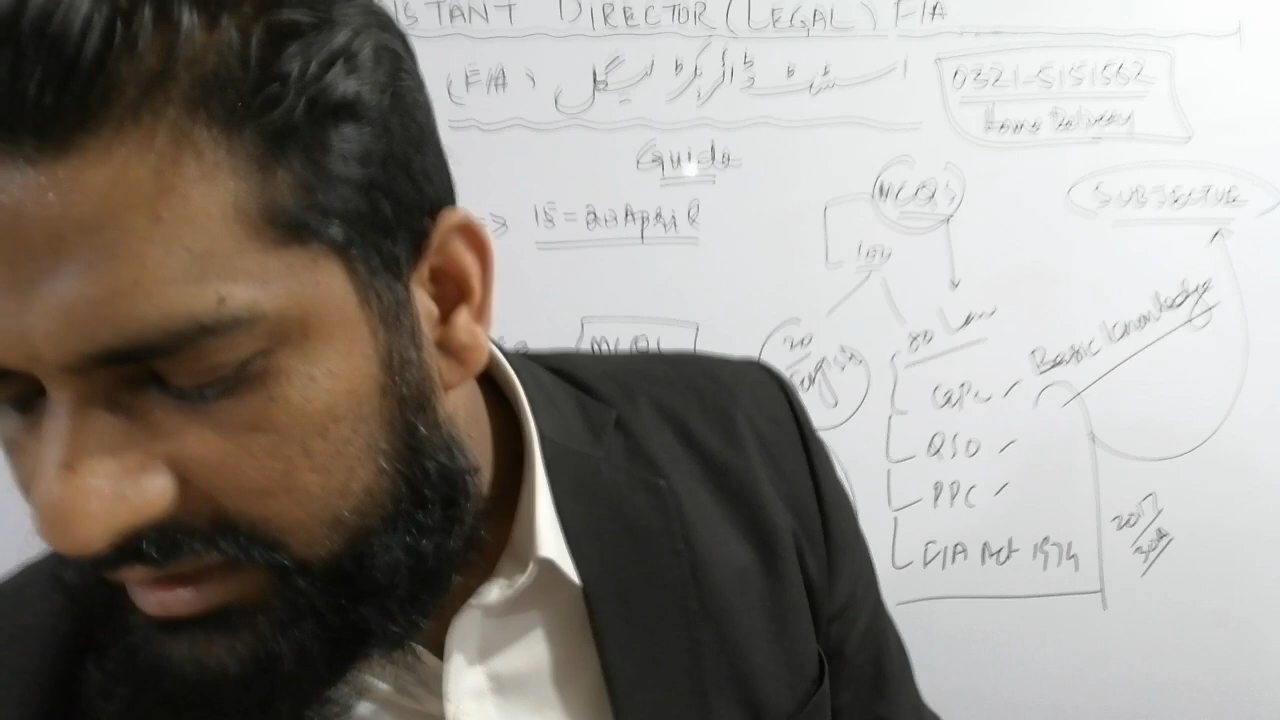 ISTANT DIRECTOR (LEGAL) FIA
اسسٹنٹ ڈائریکٹر لیگل (FIA)
0321-5151562
Home Delivery
Guide
MCQS
SUBJECTIVE
15 = 20 April
100
20
English
80 Law
Basic knowledge
MCQ
CrPC ✓
QSO ✓
PPC ✓
FIA Act 1974